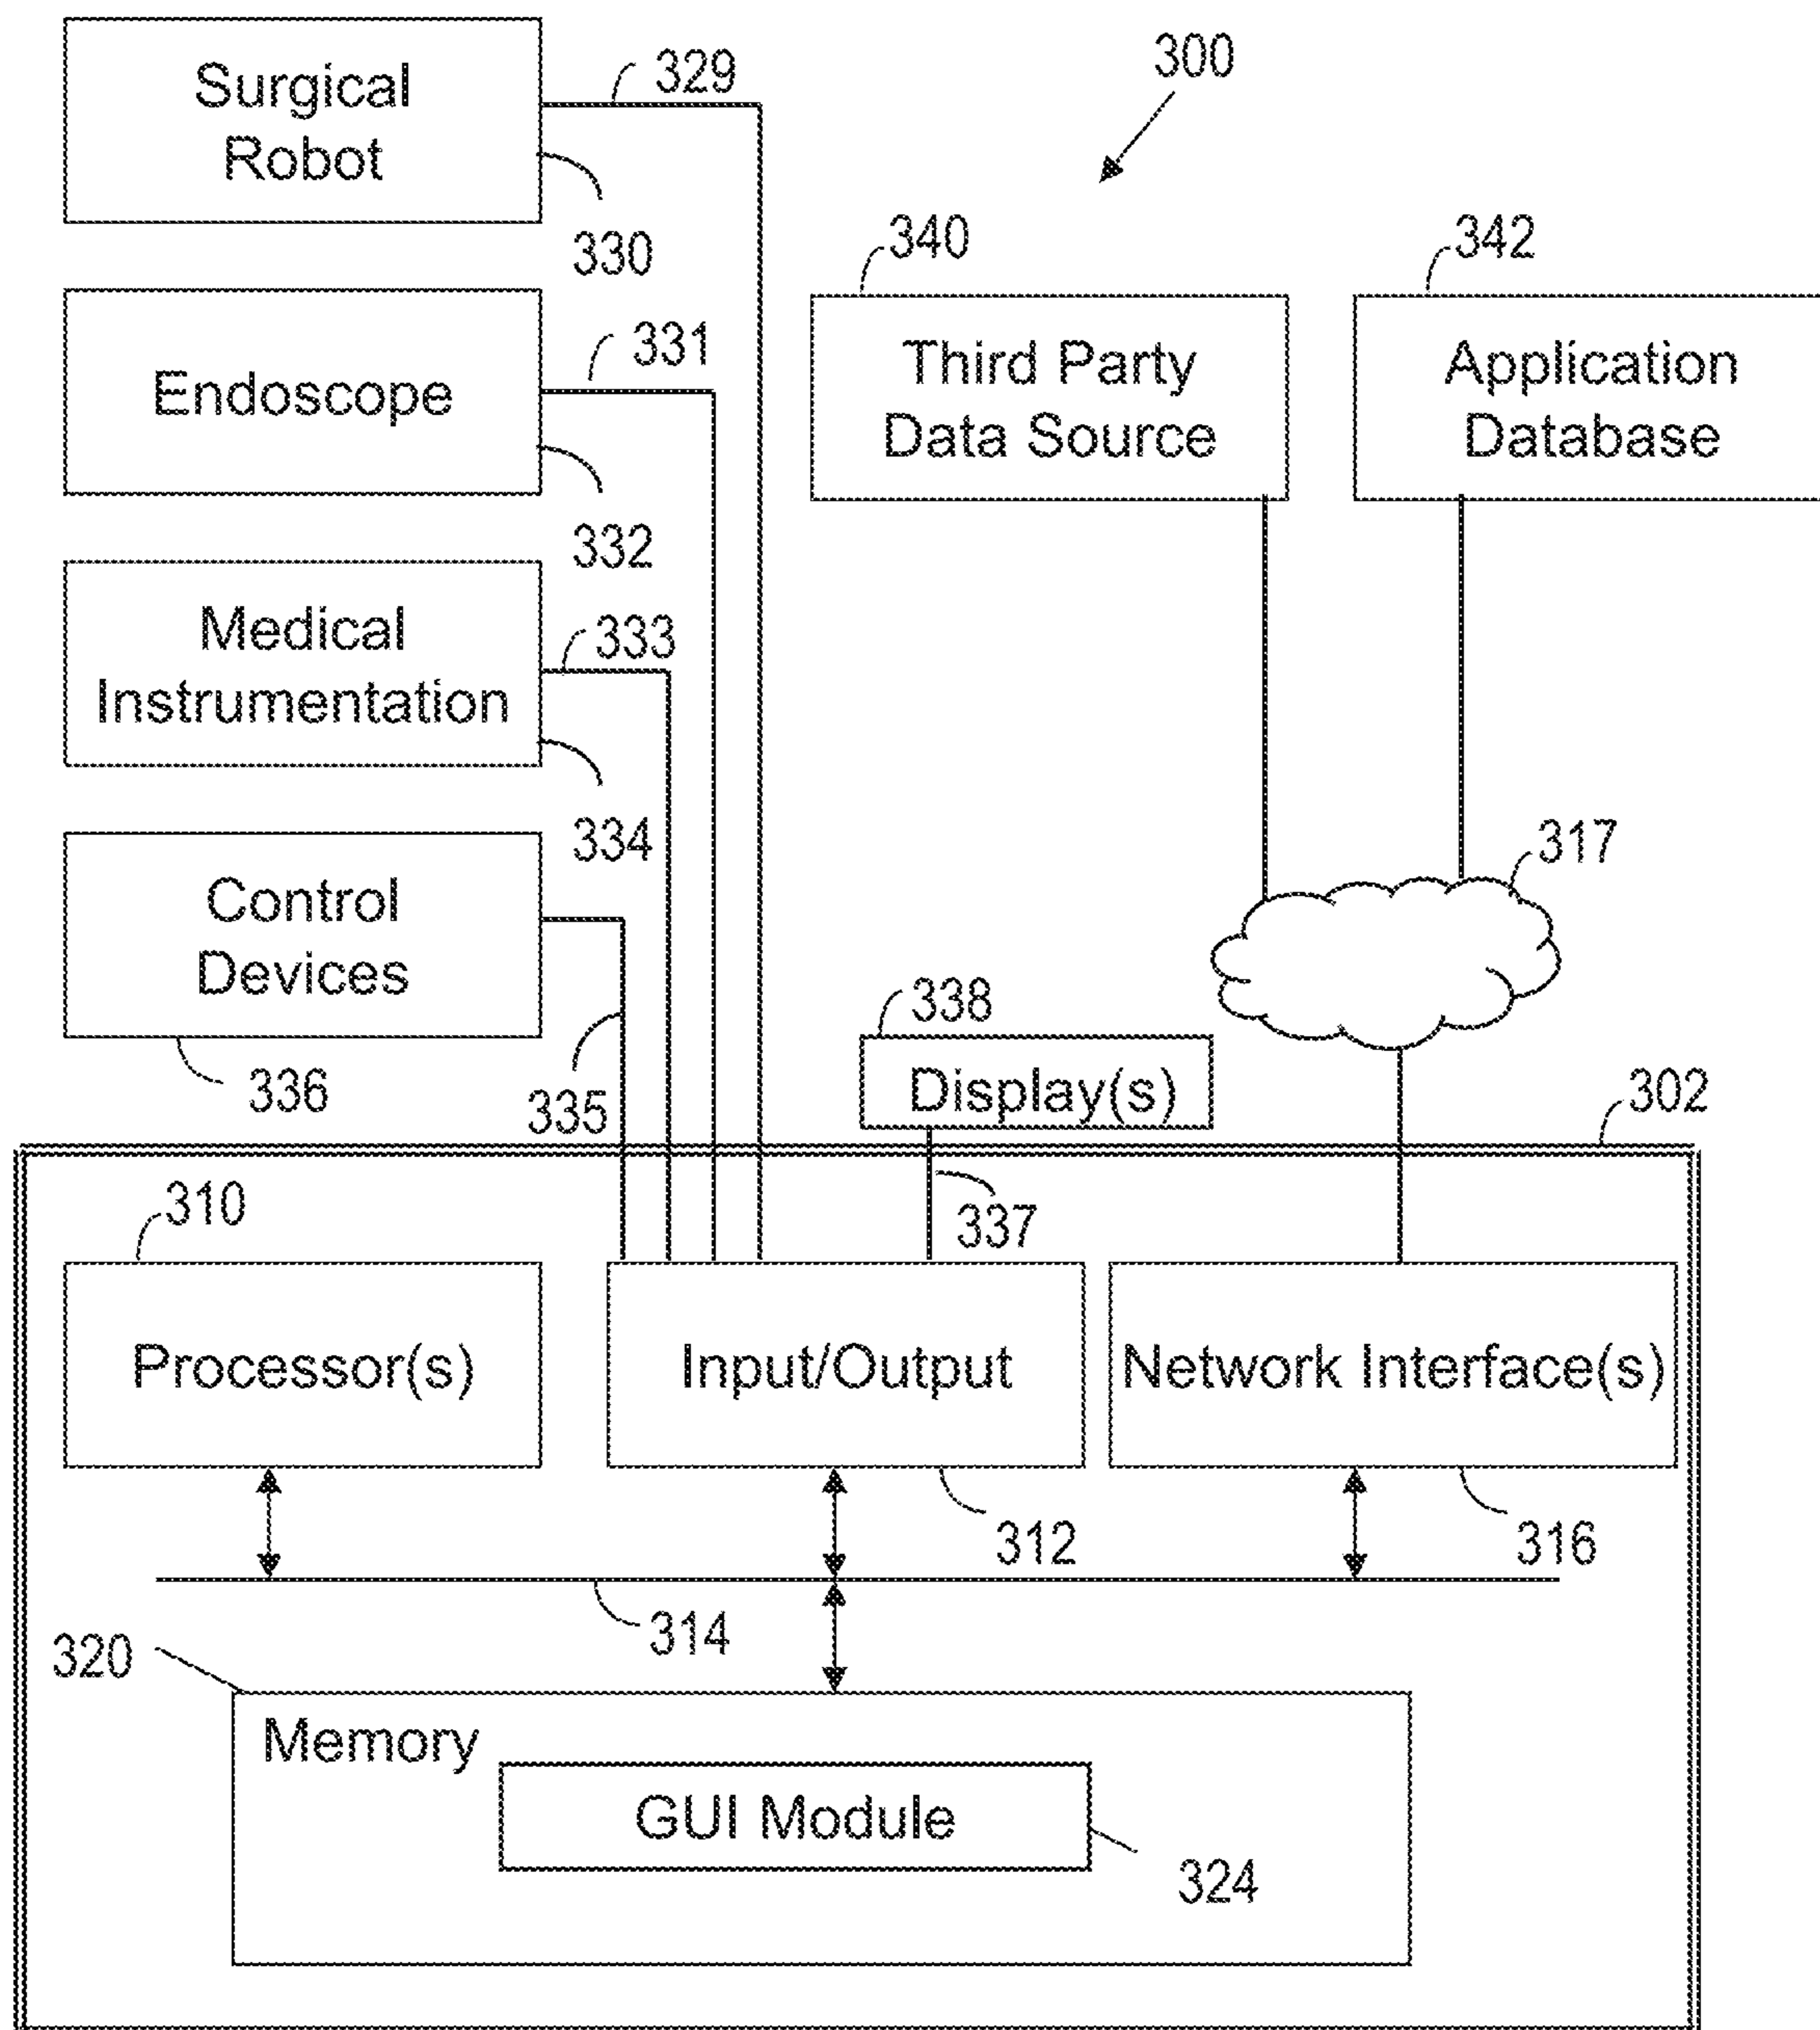 300
Surgical
Robot
329
330
Endoscope
331
332
Medical
Instrumentation
333
334
Control
Devices
335
336
340
Third Party
Data Source
342
Application
Database
317
338
Display(s)
337
302
310
Processor(s)
Input/Output
312
Network Interface(s)
316
314
320
Memory
GUI Module
324